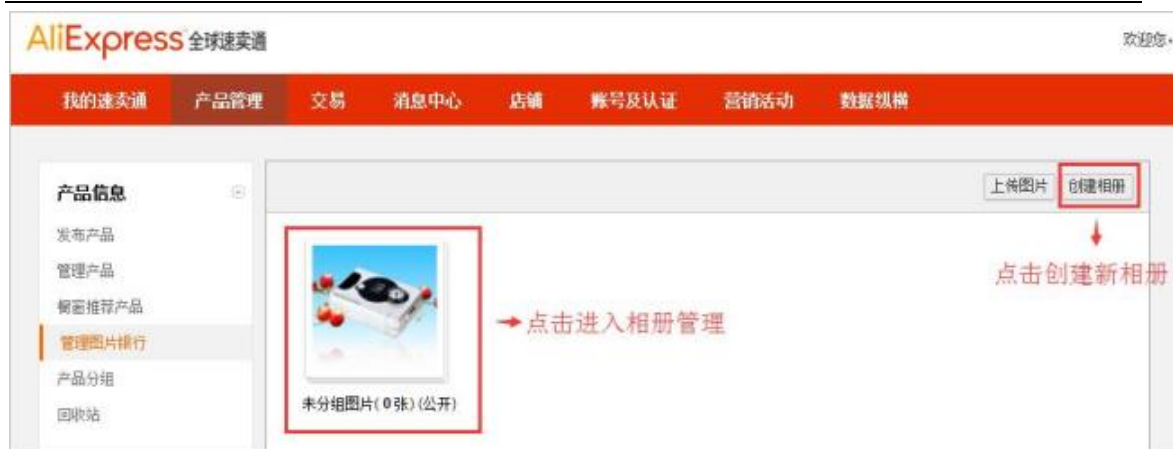 AliExpress 全球速卖通
欢迎您
我的速卖通 产品管理 交易 消息中心 店铺 账号及认证 营销活动 数据纵横
产品信息
上传图片 创建相册
发布产品
管理产品
点击创建新相册
橱窗推荐产品
点击进入相册管理
管理图片银行
产品分组
未分组图片(0张)(公开)
回收站